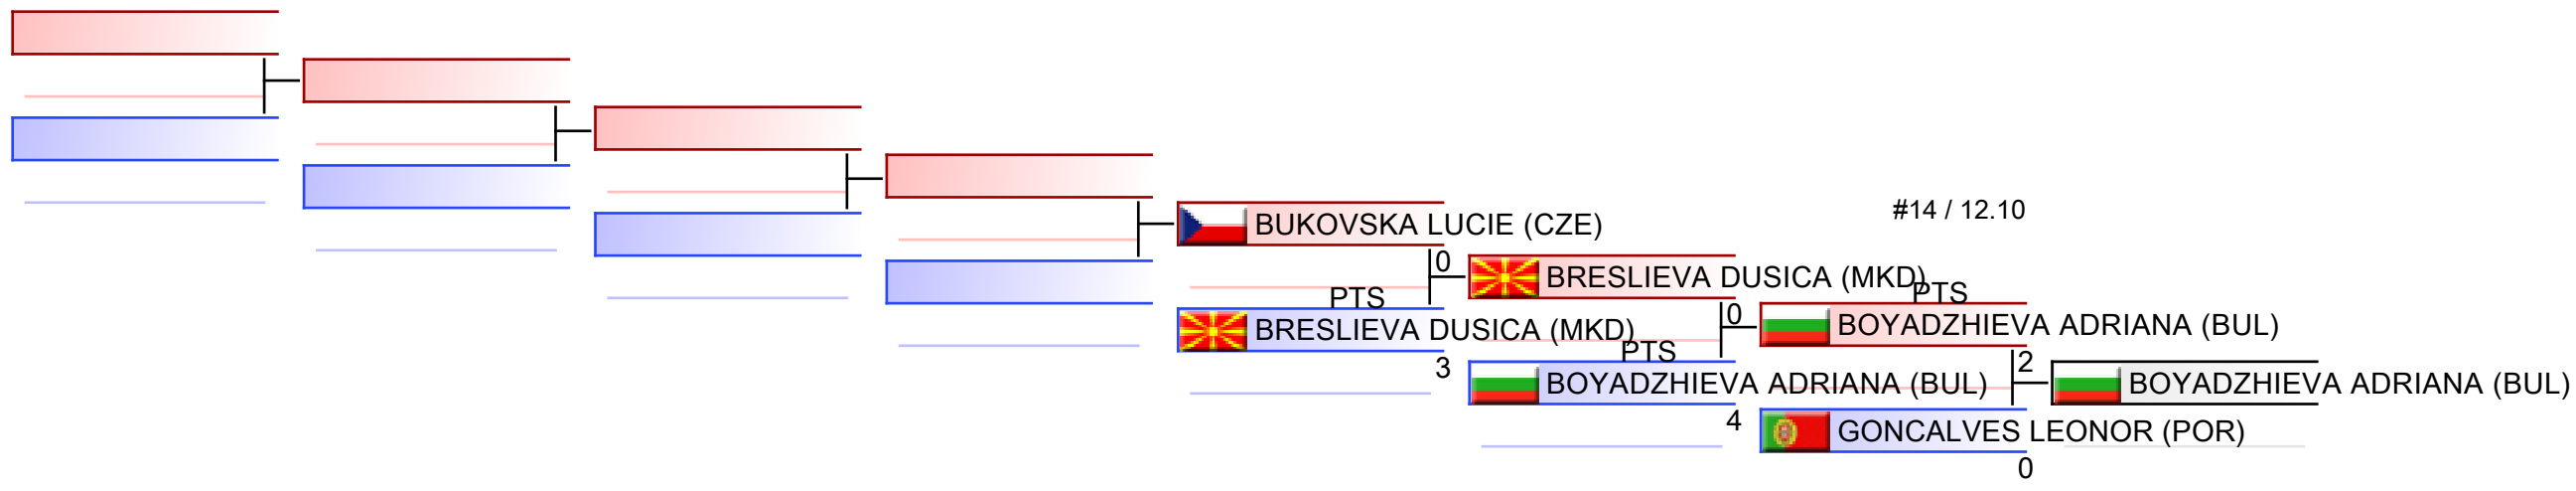 #14 / 12.10
BUKOVSKA LUCIE (CZE)
0
BRESLIEVA DUSICA (MKD)
PTS
PTS
BRESLIEVA DUSICA (MKD)
0
BOYADZHIEVA ADRIANA (BUL)
PTS
3
2
BOYADZHIEVA ADRIANA (BUL)
BOYADZHIEVA ADRIANA (BUL)
4
GONCALVES LEONOR (POR)
0